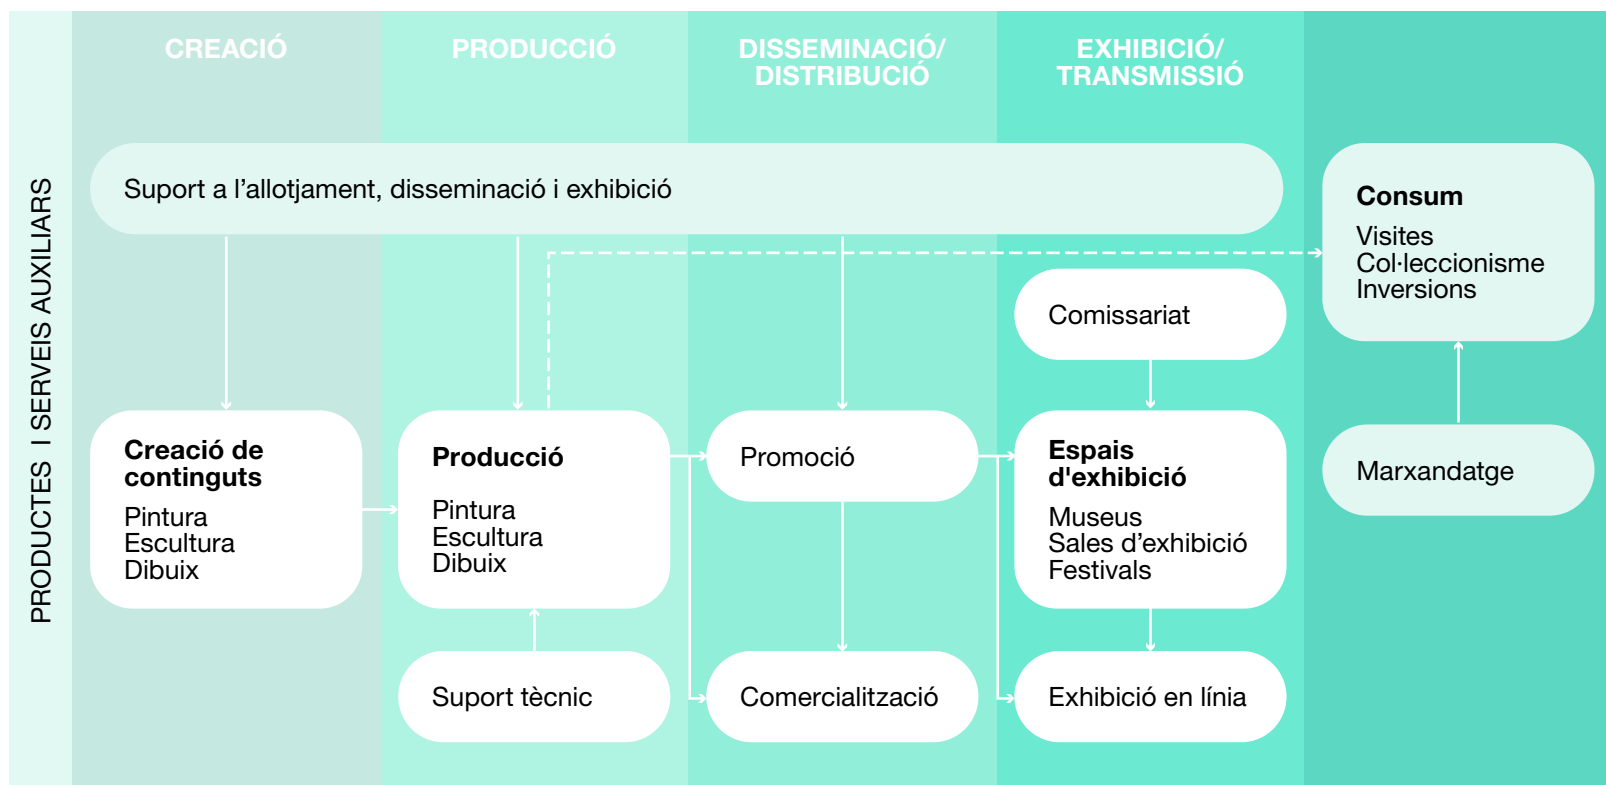 PRODUCTES I SERVEIS AUXILIARS
CREACIÓ
PRODUCCIÓ
DISSEMINACIÓ/
DISTRIBUCIÓ
EXHIBICIÓ/
TRANSMISSIÓ
Suport a l’allotjament, disseminació i exhibició
Consum
Visites
Col·leccionisme
Inversions
Comissariat
Creació de
continguts
Pintura
Escultura
Dibuix
Producció
Pintura
Escultura
Dibuix
Promoció
Espais
d'exhibició
Museus
Sales d’exhibició
Festivals
Marxandatge
Suport tècnic
Comercialització
Exhibició en línia